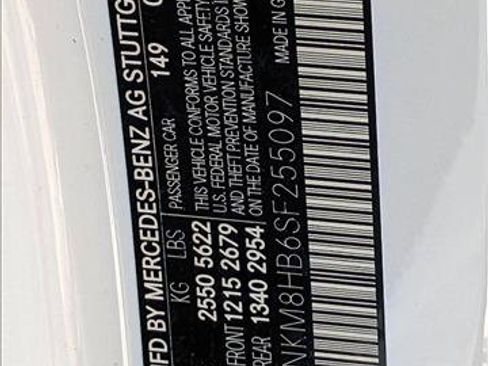 MFD BY MERCEDES-BENZ AG STUTTG
149
KG LBS PASSENGER CAR
2550 5622 THIS VEHICLE CONFORMS TO ALL APPL
FRONT 1215 2679 U.S. FEDERAL MOTOR VEHICLE SAFETY
REAR 1340 2954 AND THEFT PREVENTION STANDARDS I
ON THE DATE OF MANUFACTURE SHOW
NKM8HB6SF255097 MADE IN G